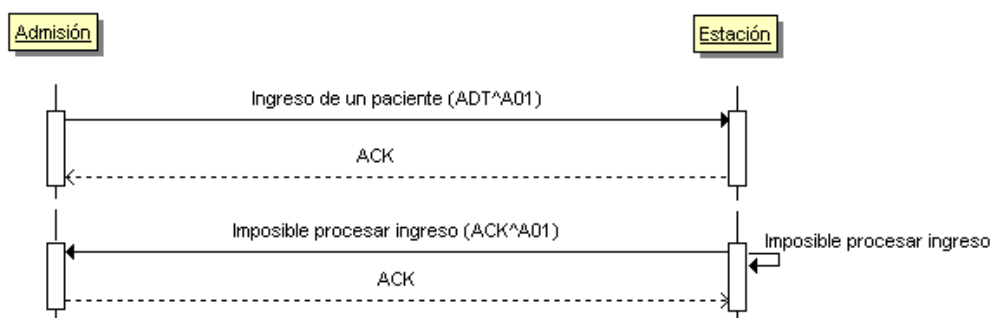 Admisión
Estación
Ingreso de un paciente (ADT^A01)
ACK
Imposible procesar ingreso (ACK^A01)
Imposible procesar ingreso
ACK